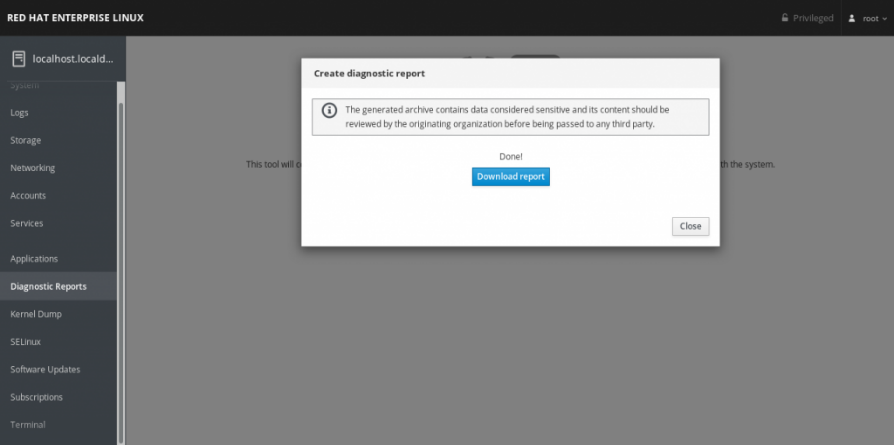 RED HAT ENTERPRISE LINUX
Privileged
root
localhost.locald...
System
Logs
Storage
Networking
Accounts
Services
Applications
Diagnostic Reports
Kernel Dump
SELinux
Software Updates
Subscriptions
Terminal
Create diagnostic report
The generated archive contains data considered sensitive and its content should be
reviewed by the originating organization before being passed to any third party.
This tool will c
th the system.
Done!
Download report
Close